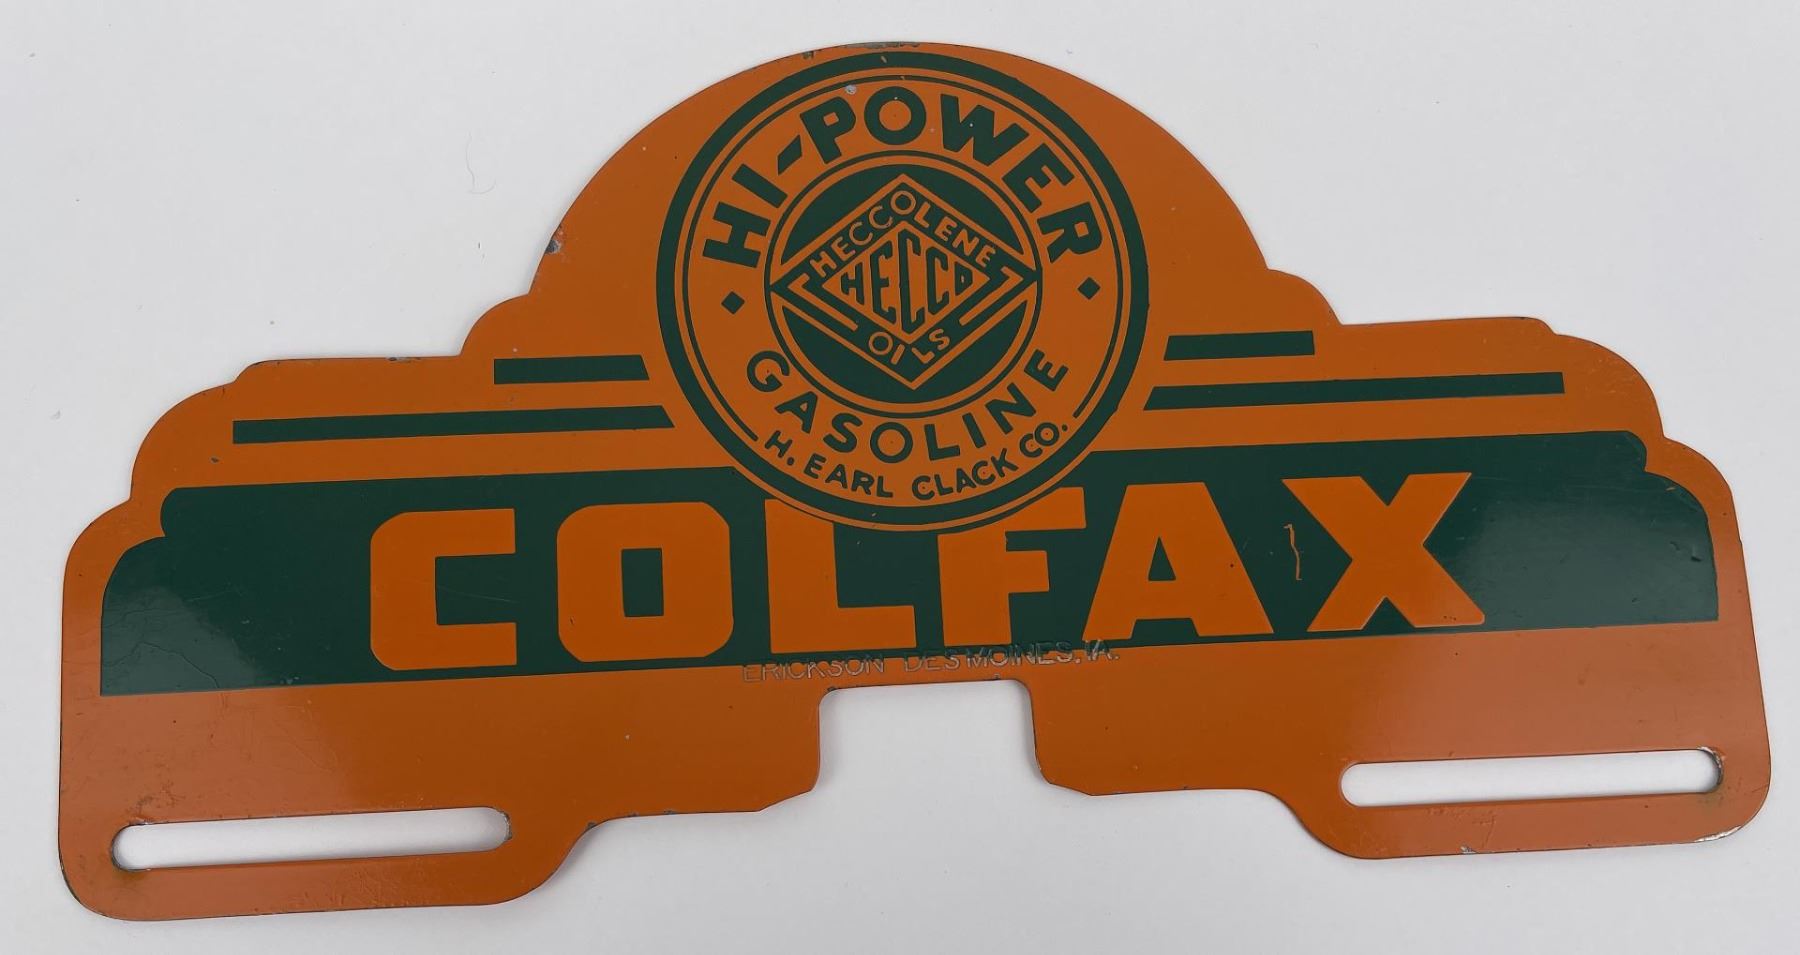 HI-POWER
HECCOLENE
HECCO
OILS
GASOLINE
H. EARL CLACK CO.
COLFAX
ERICKSON DES MOINES, IA.